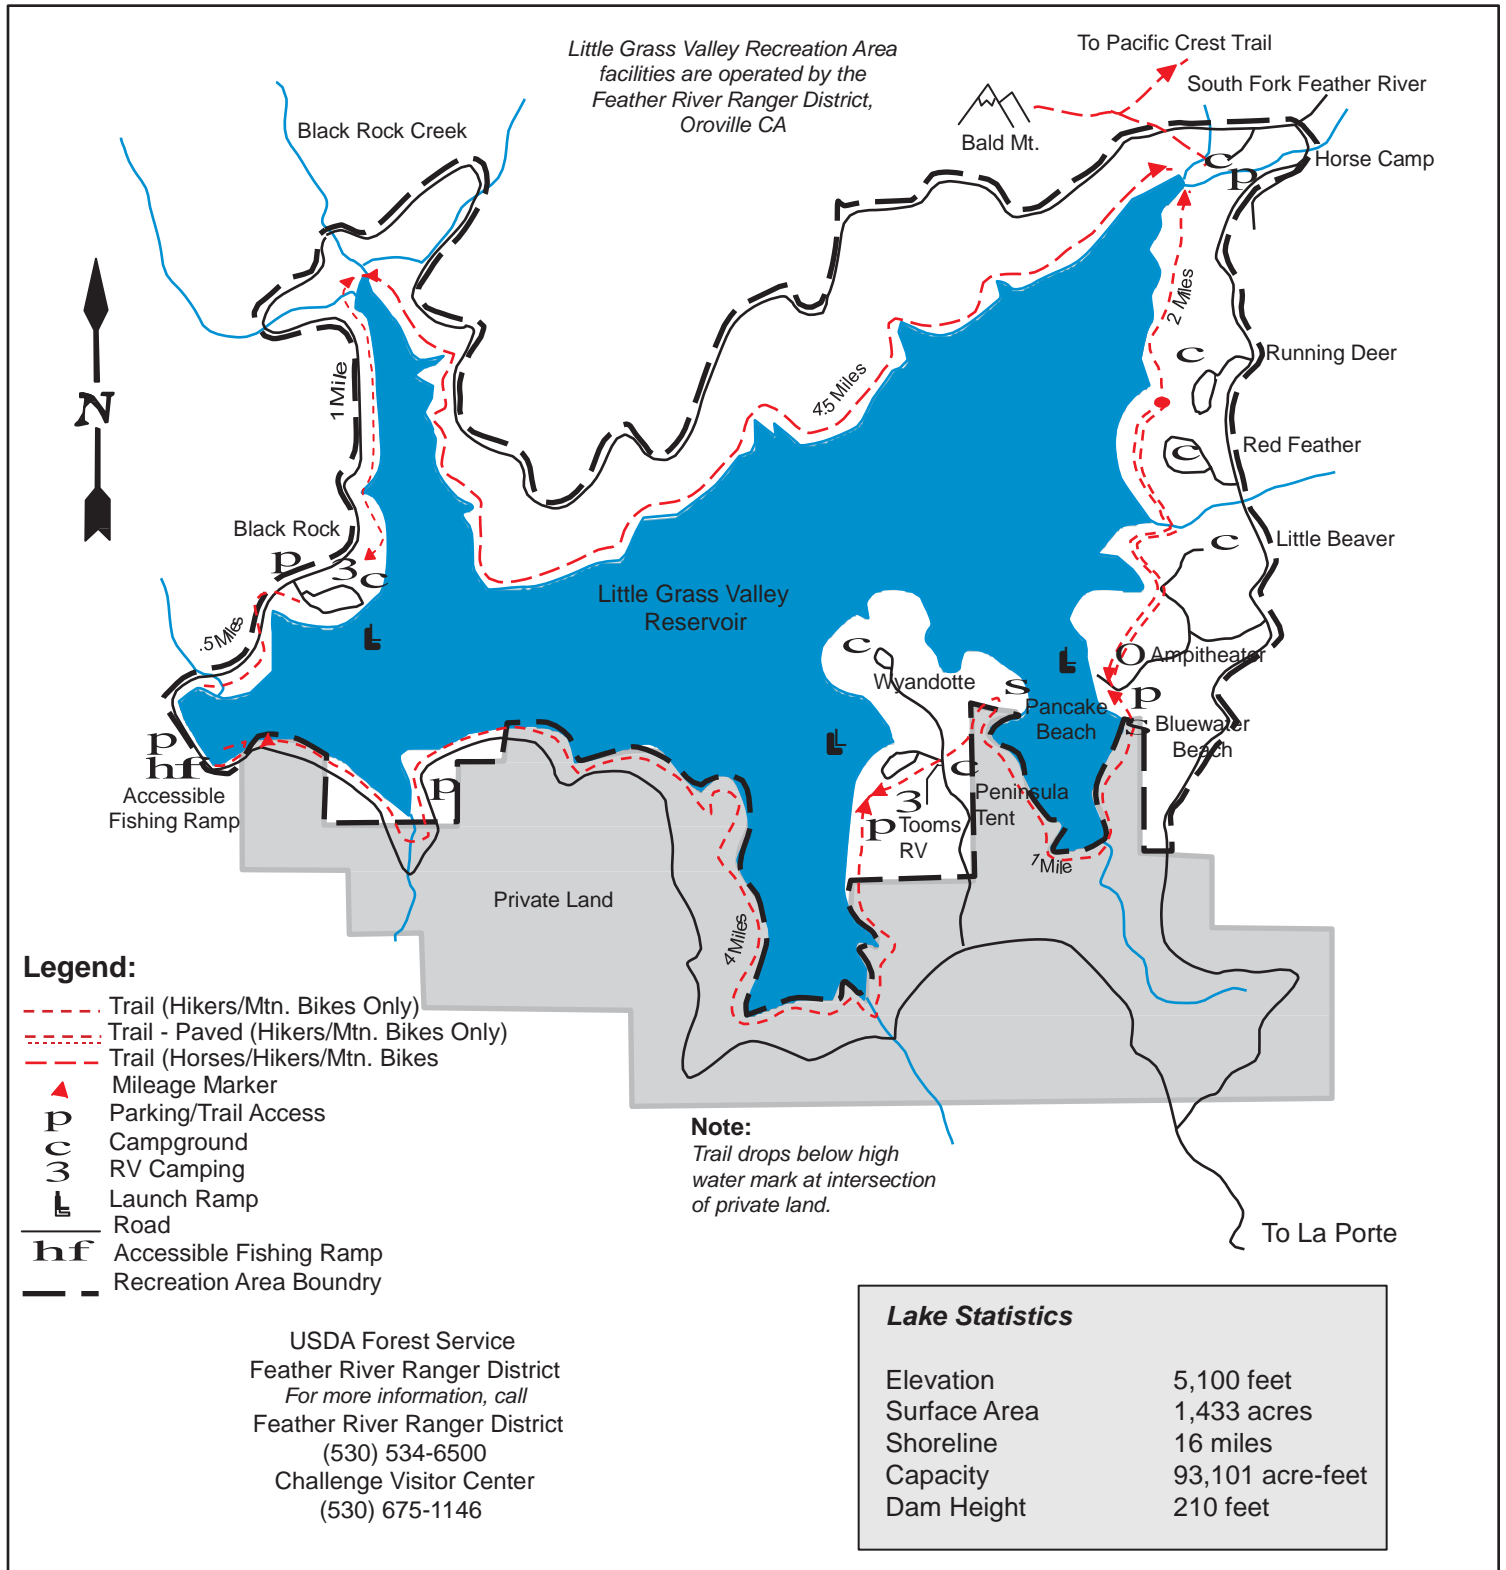 Little Grass Valley Recreation Area
facilities are operated by the
Feather River Ranger District,
Oroville CA
To Pacific Crest Trail
South Fork Feather River
Bald Mt.
Horse Camp
c
p
Black Rock Creek
N
1 Mile
2 Miles
4.5 Miles
c
Running Deer
c
Red Feather
c
Little Beaver
Black Rock
p
3
c
.5 Miles
L
Little Grass Valley
Reservoir
c
Wyandotte
L
O
Ampitheater
s
Pancake
Beach
p
s
Bluewater
Beach
L
p
hf
Accessible
Fishing Ramp
p
c
3
p
Peninsula
Tent
Tooms
RV
1 Mile
Private Land
4 Miles
Legend:
Trail (Hikers/Mtn. Bikes Only)
Trail - Paved (Hikers/Mtn. Bikes Only)
Trail (Horses/Hikers/Mtn. Bikes
Mileage Marker
p Parking/Trail Access
c Campground
3 RV Camping
L Launch Ramp
Road
hf Accessible Fishing Ramp
Recreation Area Boundry
Note:
Trail drops below high
water mark at intersection
of private land.
To La Porte
USDA Forest Service
Feather River Ranger District
For more information, call
Feather River Ranger District
(530) 534-6500
Challenge Visitor Center
(530) 675-1146
Lake Statistics
Elevation 5,100 feet
Surface Area 1,433 acres
Shoreline 16 miles
Capacity 93,101 acre-feet
Dam Height 210 feet